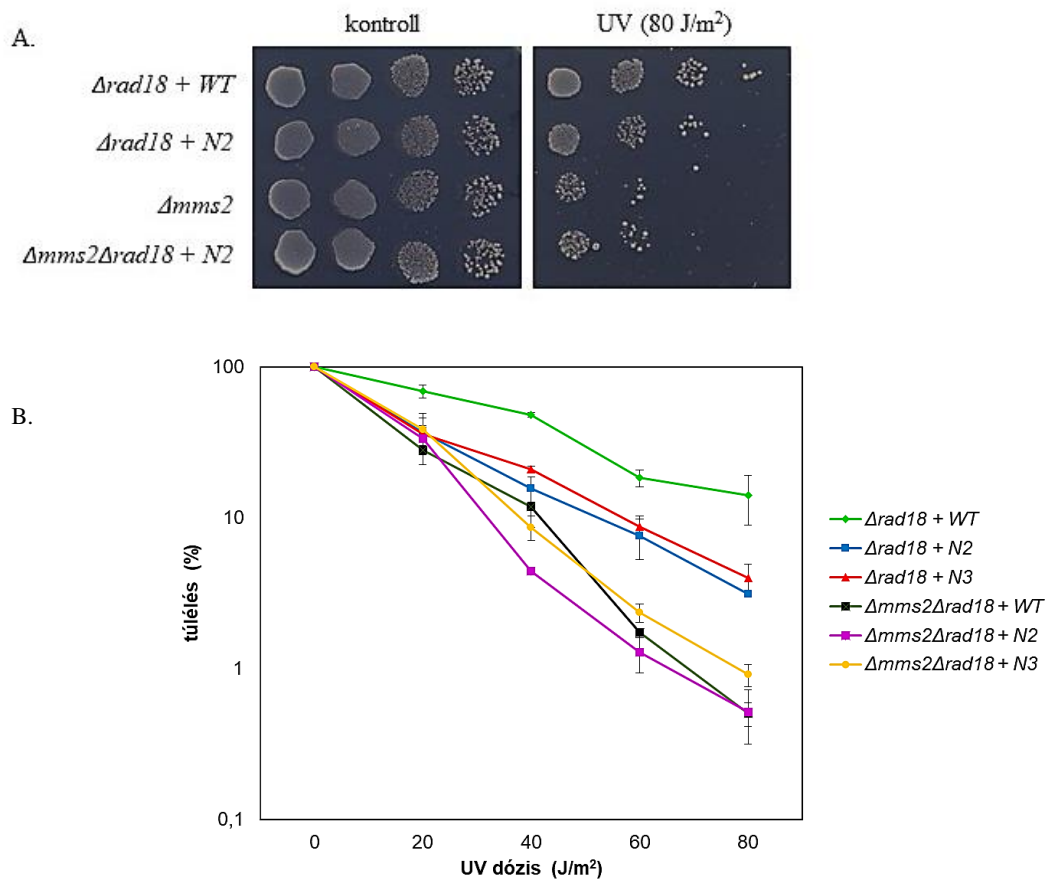 A.
kontroll
UV (80 J/m²)
Δrad18 + WT
Δrad18 + N2
Δmms2
Δmms2Δrad18 + N2
B.
100
10
1
0,1
túlélés (%)
0 20 40 60 80
UV dózis (J/m²)
Δrad18 + WT
Δrad18 + N2
Δrad18 + N3
Δmms2Δrad18 + WT
Δmms2Δrad18 + N2
Δmms2Δrad18 + N3